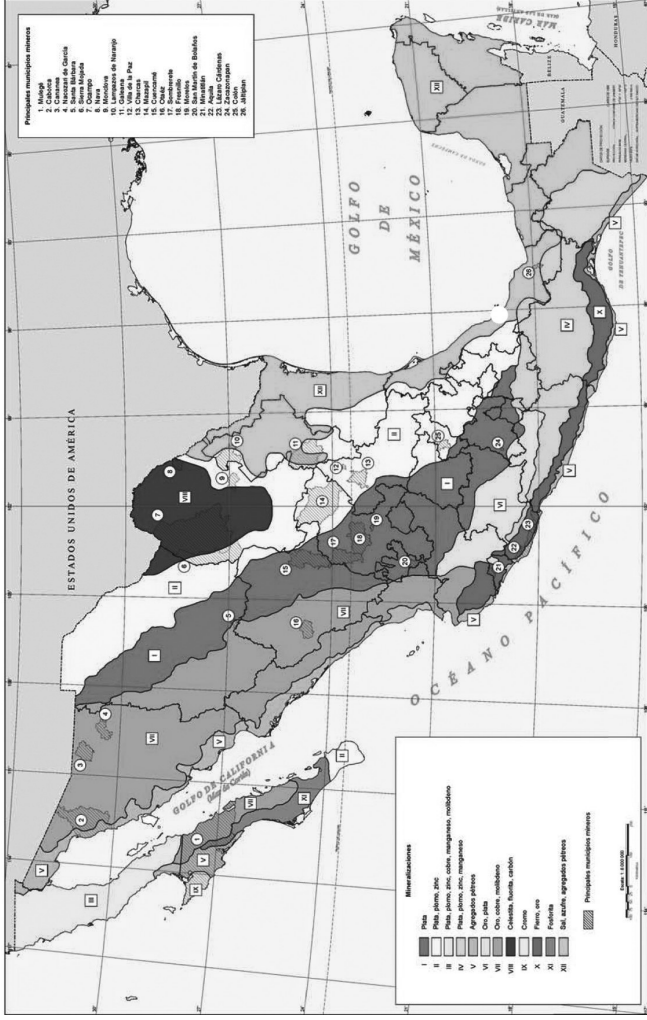 Principales municipios mineros
1. Mulegé
2. Caborca
3. Cananea
4. Nacozari de García
5. Santa Bárbara
6. Sierra Mojada
7. Ocampo
8. Nava
9. Monclova
10. Lampazos de Naranjo
11. Galeana
12. Villa de la Paz
13. Charcas
14. Mazapil
15. Cuencamé
16. Otaéz
17. Sombrerete
18. Fresnillo
19. Morelos
20. San Martín de Bolaños
21. Minatitlán
22. Aquila
23. Lázaro Cárdenas
24. Zacazonapan
25. Colón
26. Jáltipan
ESTADOS UNIDOS DE AMÉRICA
GOLFO
DE
MÉXICO
MAR CARIBE
BELIZE
GUATEMALA
HONDURAS
GOLFO
DE TEHUANTEPEC
OCÉANO PACÍFICO
GOLFO DE CALIFORNIA
(Mar de Cortés)
Mineralizaciones
I Plata
II Plata, plomo, zinc
III Plata, plomo, zinc, cobre, manganeso, molibdeno
IV Plata, plomo, zinc, manganeso
V Agregados pétreos
VI Oro, plata
VII Oro, cobre, molibdeno
VIII Celestita, fluorita, carbón
IX Cromo
X Fierro, oro
XI Fosforita
XII Sal, azufre, agregados pétreos
Principales municipios mineros